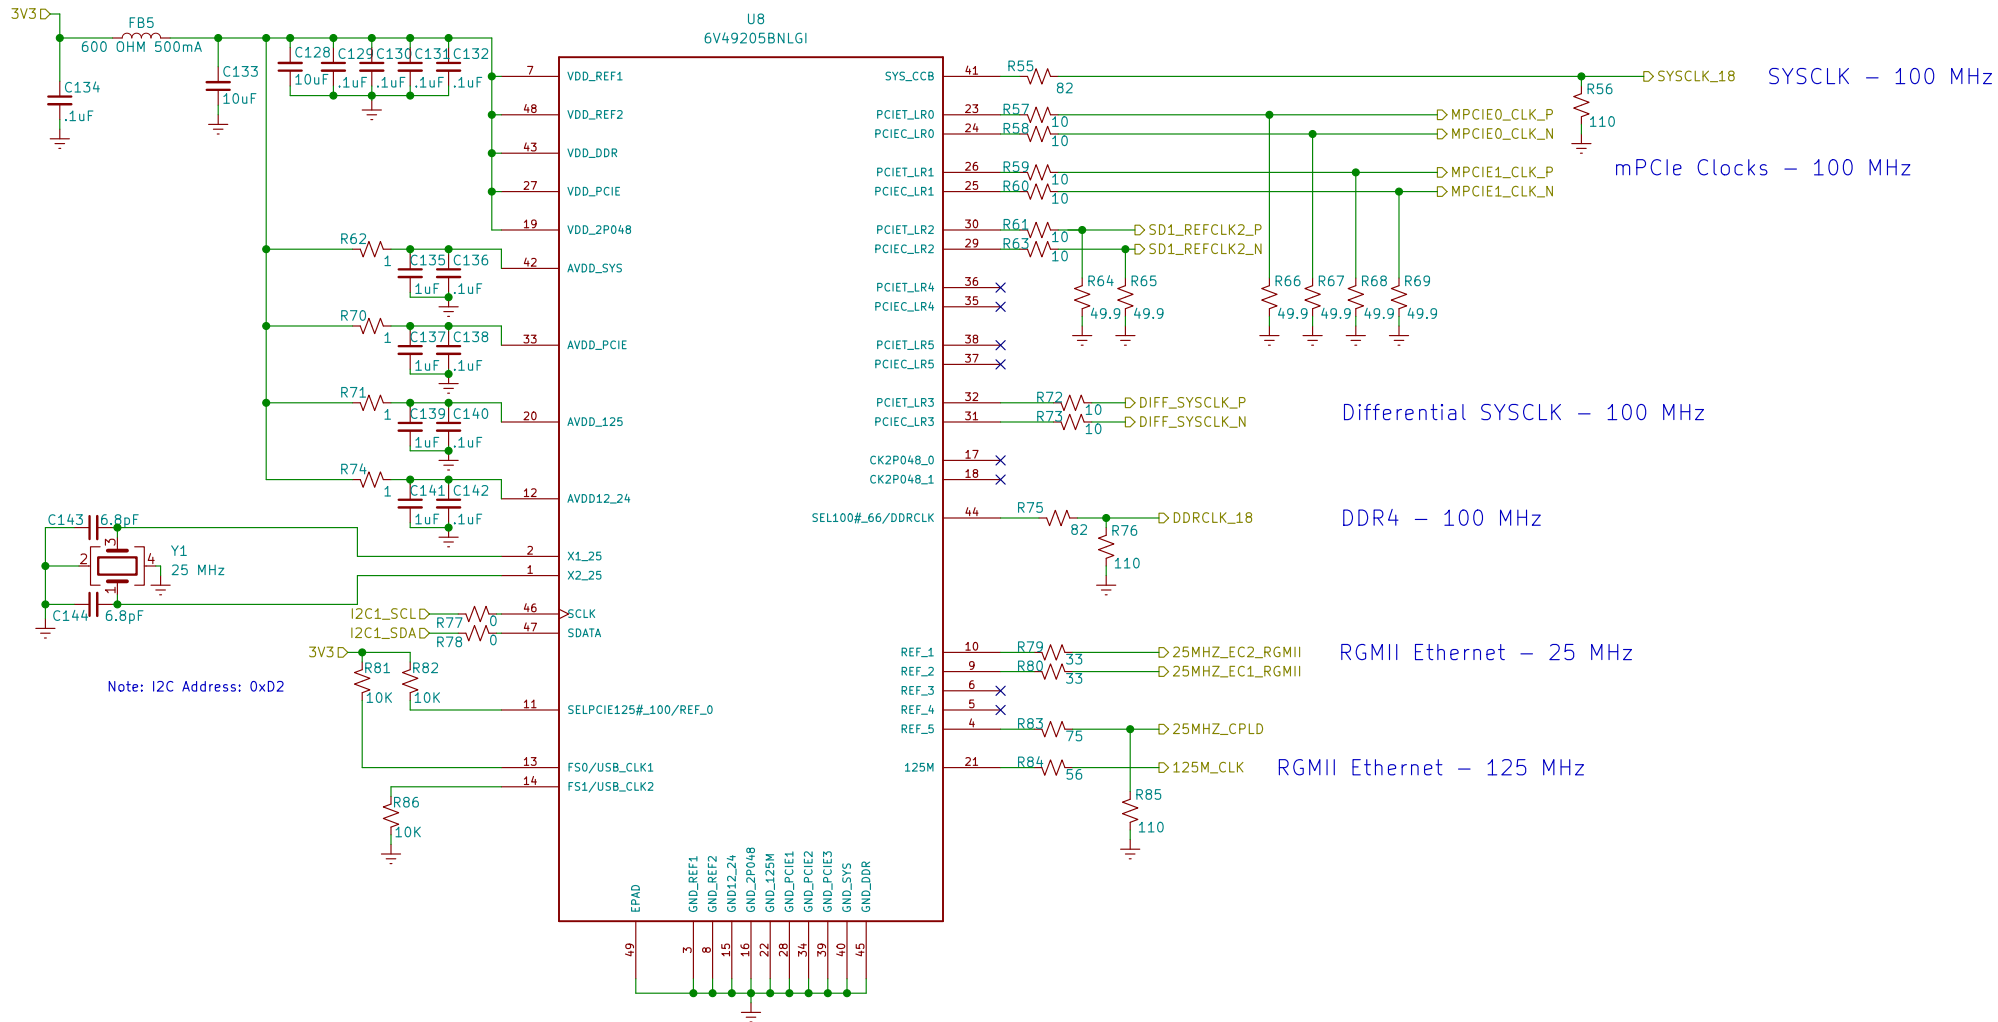 3V3
FB5
600 OHM 500mA
C134
.1uF
C133
10uF
C128
10uF
C129
.1uF
C130
.1uF
C131
.1uF
C132
.1uF
U8
6V49205BNLGI
7 VDD_REF1
48 VDD_REF2
43 VDD_DDR
27 VDD_PCIE
19 VDD_2P048
R62
1
C135
1uF
C136
.1uF
42 AVDD_SYS
R70
1
C137
1uF
C138
.1uF
33 AVDD_PCIE
R71
1
C139
1uF
C140
.1uF
20 AVDD_125
R74
1
C141
1uF
C142
.1uF
12 AVDD12_24
C143 6.8pF
3
2
4
1
Y1
25 MHz
C144 6.8pF
2 X1_25
1 X2_25
I2C1_SCL
R77 0
46 SCLK
I2C1_SDA
R78 0
47 SDATA
3V3
R81
10K
R82
10K
Note: I2C Address: 0xD2
11 SELPCIE125#_100/REF_0
13 FS0/USB_CLK1
14 FS1/USB_CLK2
R86
10K
SYS_CCB 41
R55
82
SYSCLK_18
SYSCLK - 100 MHz
R56
110
PCIET_LR0 23
R57
10
MPCIE0_CLK_P
PCIEC_LR0 24
R58
10
MPCIE0_CLK_N
mPCIe Clocks - 100 MHz
PCIET_LR1 26
R59
10
MPCIE1_CLK_P
PCIEC_LR1 25
R60
10
MPCIE1_CLK_N
PCIET_LR2 30
R61
10
SD1_REFCLK2_P
PCIEC_LR2 29
R63
10
SD1_REFCLK2_N
R64
49.9
R65
49.9
R66
49.9
R67
49.9
R68
49.9
R69
49.9
PCIET_LR4 36
PCIEC_LR4 35
PCIET_LR5 38
PCIEC_LR5 37
PCIET_LR3 32
R72
10
DIFF_SYSCLK_P
PCIEC_LR3 31
R73
10
DIFF_SYSCLK_N
Differential SYSCLK - 100 MHz
CK2P048_0 17
CK2P048_1 18
SEL100#_66/DDRCLK 44
R75
82
DDRCLK_18
DDR4 - 100 MHz
R76
110
REF_1 10
R79
33
25MHZ_EC2_RGMII
REF_2 9
R80
33
25MHZ_EC1_RGMII
RGMII Ethernet - 25 MHz
REF_3 6
REF_4 5
REF_5 4
R83
75
25MHZ_CPLD
125M 21
R84
56
125M_CLK
RGMII Ethernet - 125 MHz
R85
110
EPAD 49
GND_REF1 3
GND_REF2 8
GND12_24 15
GND_2P048 16
GND_125M 22
GND_PCIE1 28
GND_PCIE2 34
GND_PCIE3 39
GND_SYS 40
GND_DDR 45